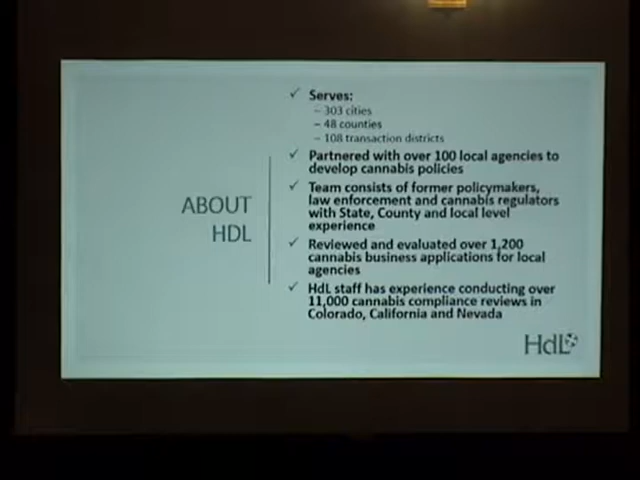 ABOUT
HDL
✓ Serves:
– 303 cities
– 48 counties
– 108 transaction districts
✓ Partnered with over 100 local agencies to
develop cannabis policies
✓ Team consists of former policymakers,
law enforcement and cannabis regulators
with State, County and local level
experience
✓ Reviewed and evaluated over 1,200
cannabis business applications for local
agencies
✓ HdL staff has experience conducting over
11,000 cannabis compliance reviews in
Colorado, California and Nevada
HdL